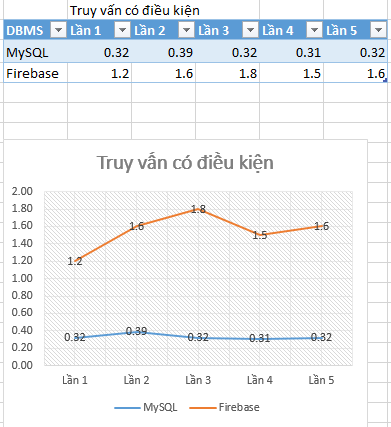 Truy vấn có điều kiện
DBMS Lần 1 Lần 2 Lần 3 Lần 4 Lần 5
MySQL 0.32 0.39 0.32 0.31 0.32
Firebase 1.2 1.6 1.8 1.5 1.6
Truy vấn có điều kiện
2.00
1.80 1.8
1.60 1.6 1.6
1.40 1.5
1.20 1.2
1.00
0.80
0.60
0.40 0.39
0.32 0.32 0.31 0.32
0.20
0.00
Lần 1 Lần 2 Lần 3 Lần 4 Lần 5
MySQL Firebase